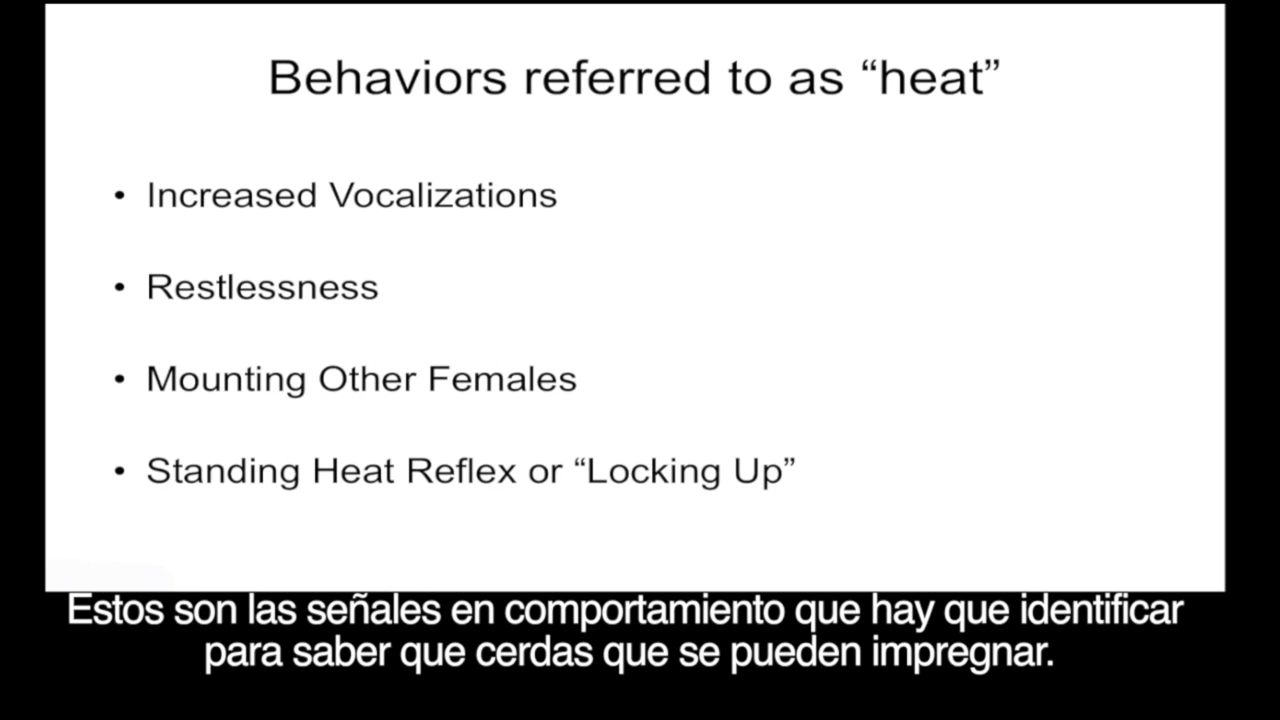 Behaviors referred to as “heat”
• Increased Vocalizations
• Restlessness
• Mounting Other Females
• Standing Heat Reflex or “Locking Up”
Estos son las señales en comportamiento que hay que identificar
para saber que cerdas que se pueden impregnar.